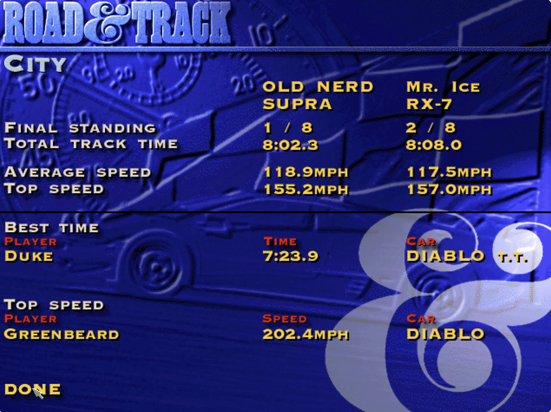 ROAD & TRACK
CITY
OLD NERD MR. ICE
SUPRA RX-7
FINAL STANDING 1 / 8 2 / 8
TOTAL TRACK TIME 8:02.3 8:08.0
AVERAGE SPEED 118.9MPH 117.5MPH
TOP SPEED 155.2MPH 157.0MPH
BEST TIME
PLAYER TIME CAR
DUKE 7:23.9 DIABLO T.T.
TOP SPEED
PLAYER SPEED CAR
GREENBEARD 202.4MPH DIABLO
DONE